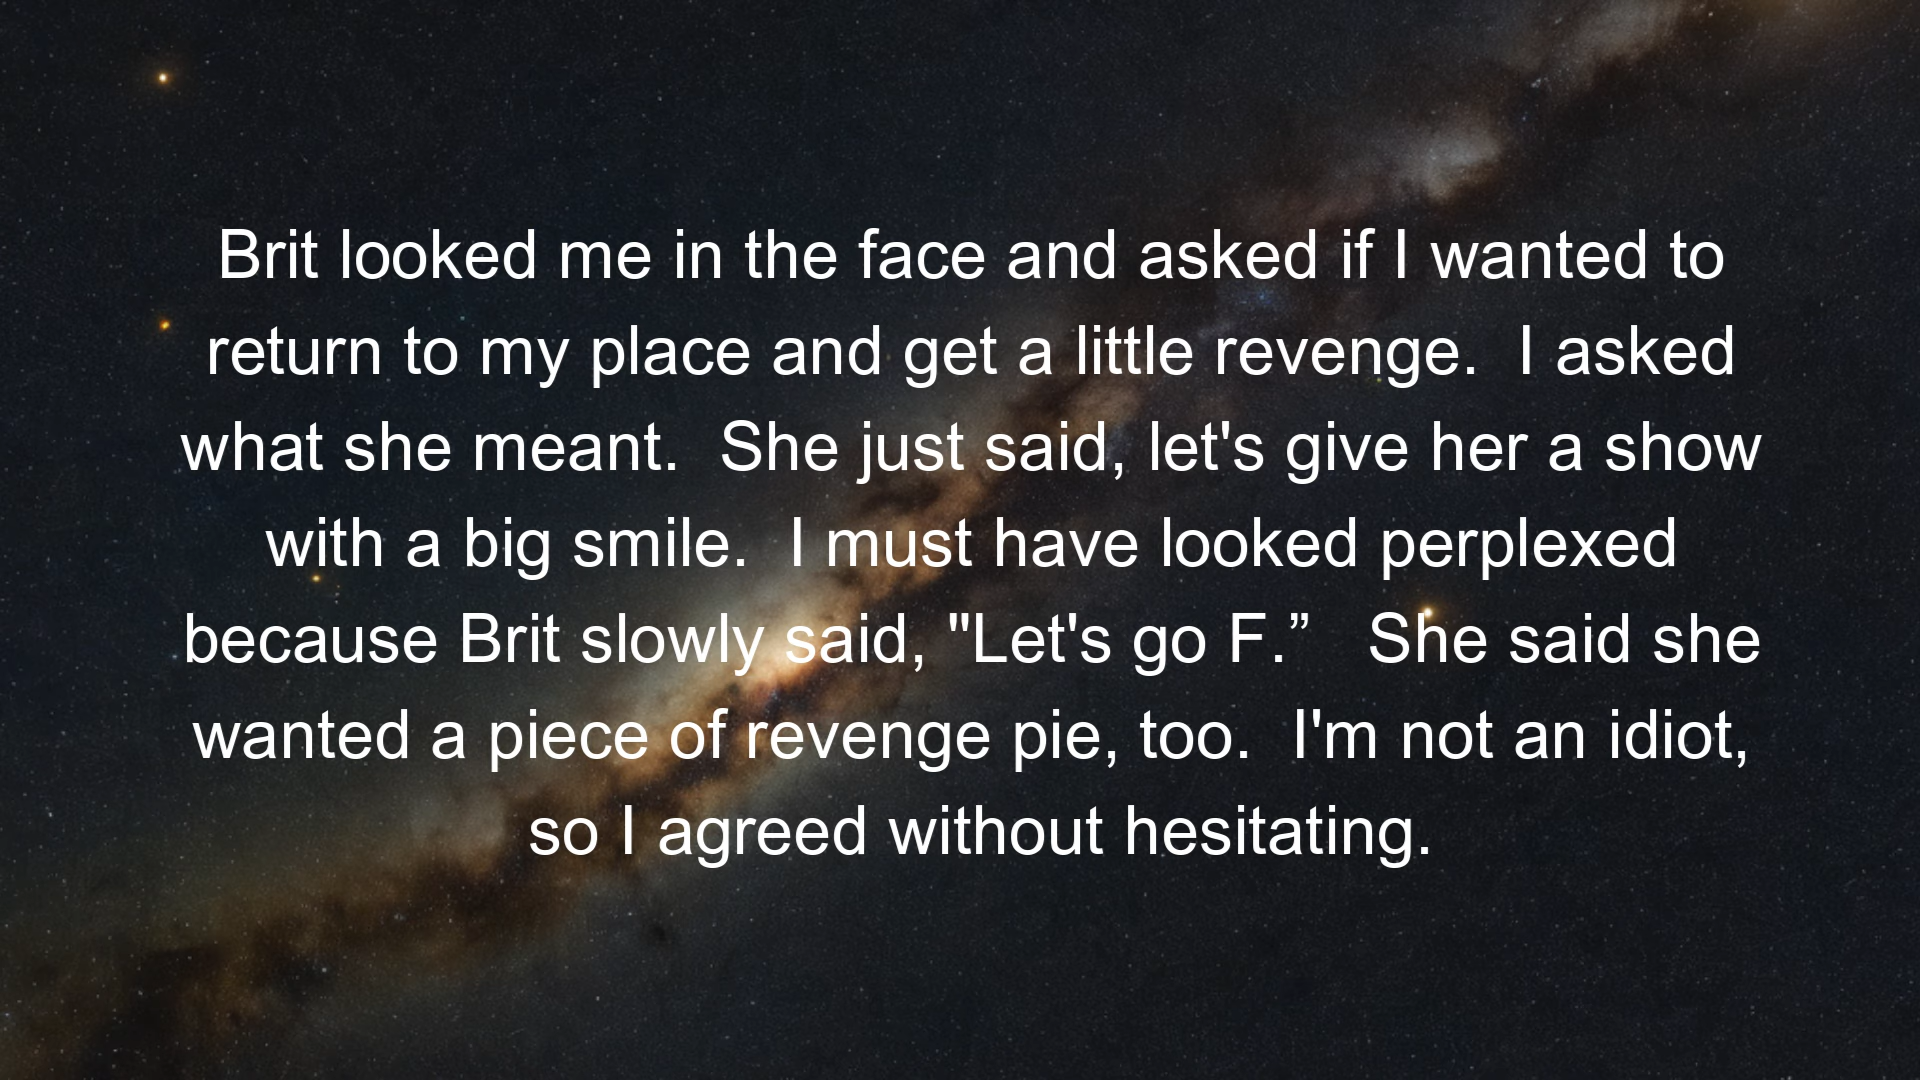 Brit looked me in the face and asked if I wanted to
return to my place and get a little revenge.  I asked
what she meant.  She just said, let's give her a show
with a big smile.  I must have looked perplexed
because Brit slowly said, "Let's go F.”   She said she
wanted a piece of revenge pie, too.  I'm not an idiot,
so I agreed without hesitating.